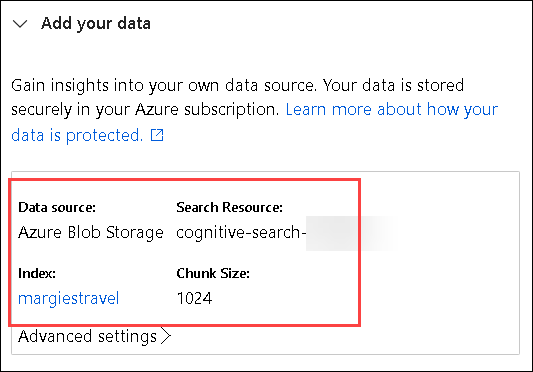 Add your data
Gain insights into your own data source. Your data is stored
securely in your Azure subscription. Learn more about how your
data is protected.
Data source: Search Resource:
Azure Blob Storage cognitive-search-
Index: Chunk Size:
margiestravel 1024
Advanced settings